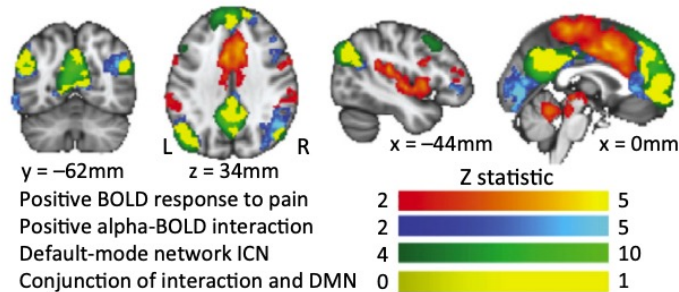 L R
y = –62mm z = 34mm x = –44mm x = 0mm
Z statistic
Positive BOLD response to pain 2 5
Positive alpha-BOLD interaction 2 5
Default-mode network ICN 4 10
Conjunction of interaction and DMN 0 1